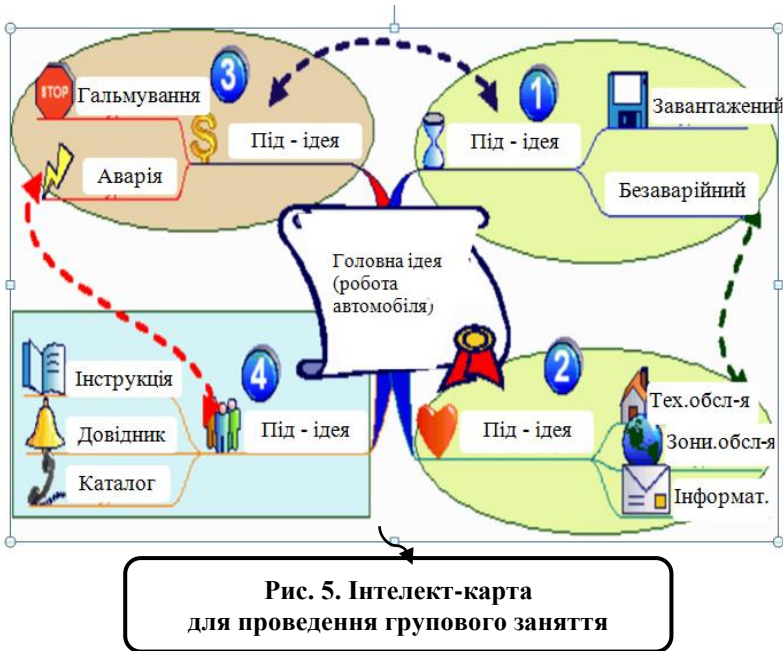 3
STOP
Гальмування
Під - ідея
Аварія
1
Завантажений
Під - ідея
Безаварійний
Головна ідея
(робота
автомобіля)
4
Інструкція
Довідник
Під - ідея
Каталог
2
Тех.обсл-я
Під - ідея
Зони.обсл-я
Інформат.
Рис. 5. Інтелект-карта
для проведення групового заняття